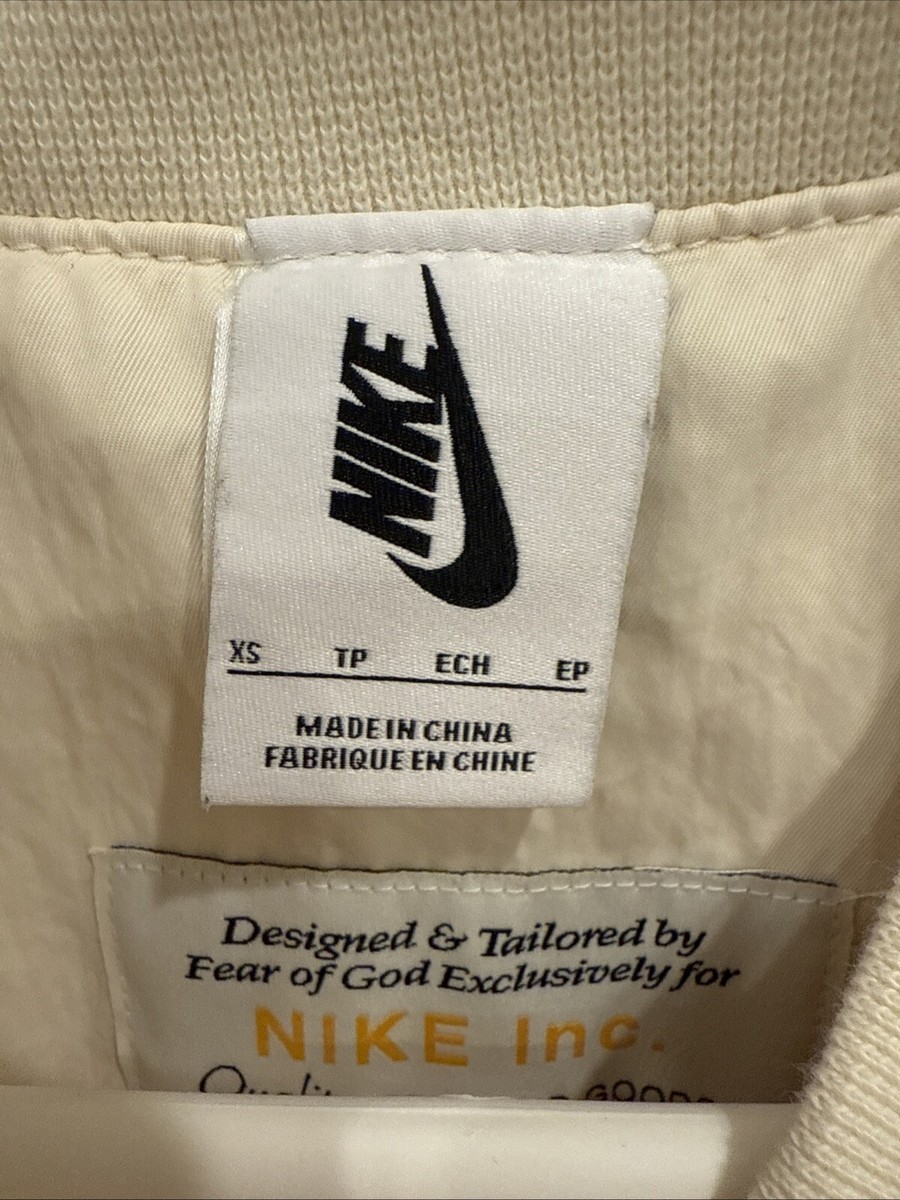 NIKE
XS TP ECH EP
MADE IN CHINA
FABRIQUE EN CHINE
Designed & Tailored by
Fear of God Exclusively for
NIKE Inc.